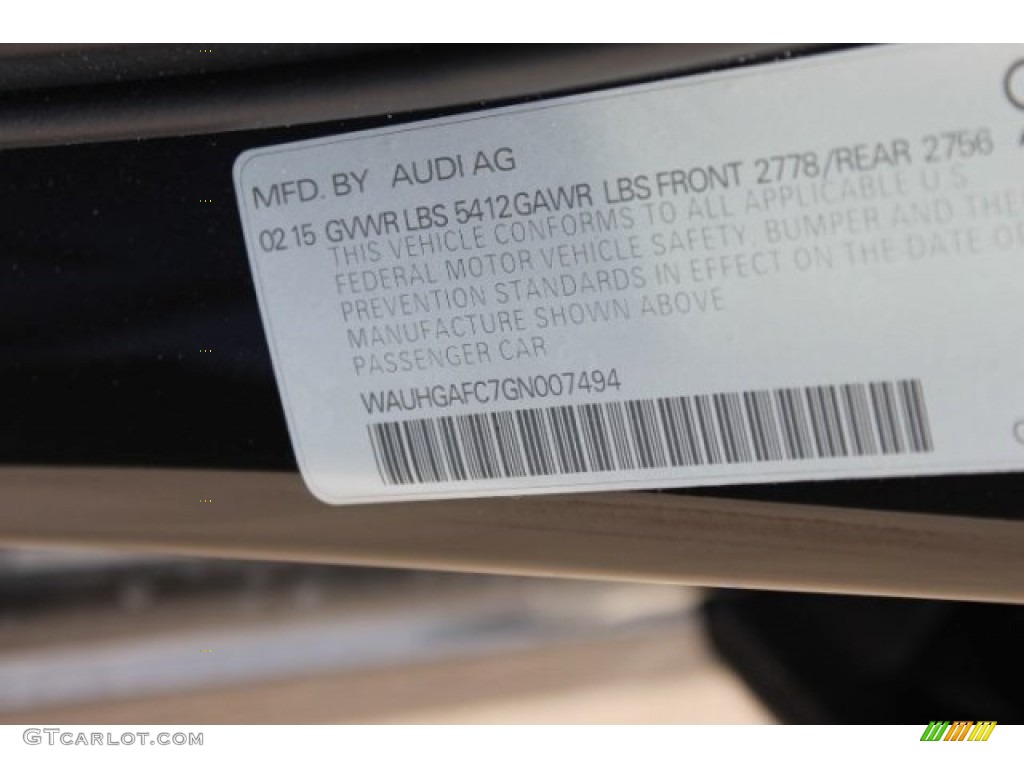 MFD. BY AUDI AG
02 15 GVWR LBS 5412 GAWR LBS FRONT 2778/REAR 2756
THIS VEHICLE CONFORMS TO ALL APPLICABLE U.S.
FEDERAL MOTOR VEHICLE SAFETY, BUMPER AND THE
PREVENTION STANDARDS IN EFFECT ON THE DATE OF
MANUFACTURE SHOWN ABOVE
PASSENGER CAR
WAUHGAFC7GN007494
GTCarlot.com